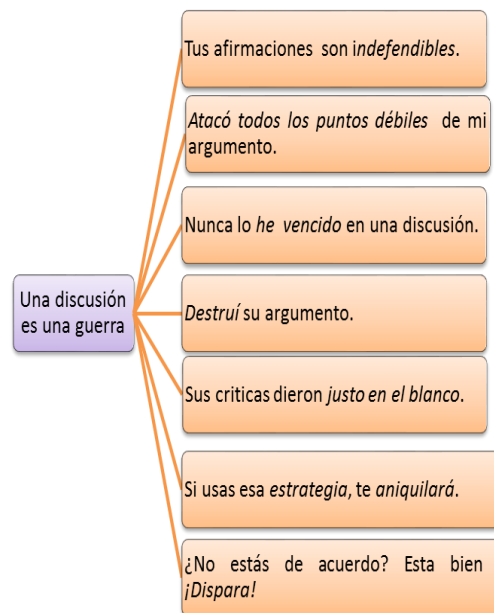 Tus afirmaciones son indefendibles.
Atacó todos los puntos débiles de mi
argumento.
Nunca lo he vencido en una discusión.
Una discusión
es una guerra
Destruí su argumento.
Sus criticas dieron justo en el blanco.
Si usas esa estrategia, te aniquilará.
¿No estás de acuerdo? Esta bien
¡Dispara!